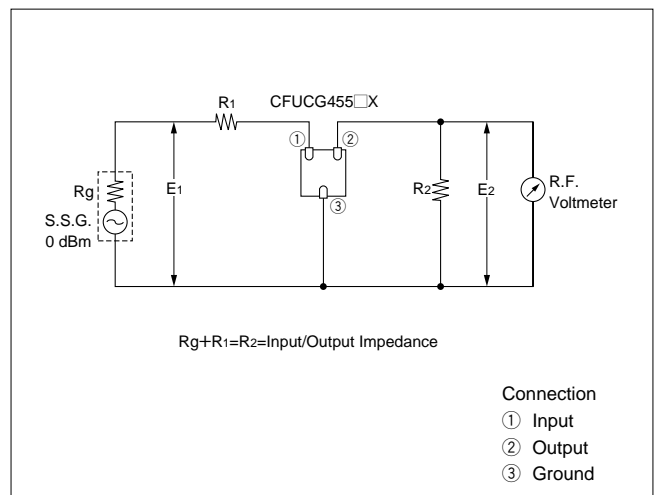 R1 CFUCG455□X
① ②
Rg E1 R2 E2 R.F.
Voltmeter
S.S.G.
0 dBm
③
Rg+R1=R2=Input/Output Impedance
Connection
① Input
② Output
③ Ground